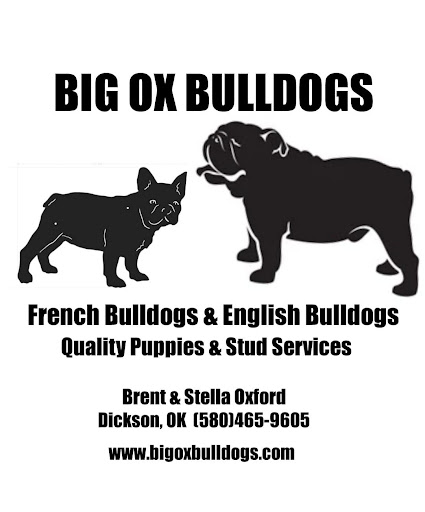 BIG OX BULLDOGS
French Bulldogs & English Bulldogs
Quality Puppies & Stud Services
Brent & Stella Oxford
Dickson, OK (580)465-9605
www.bigoxbulldogs.com